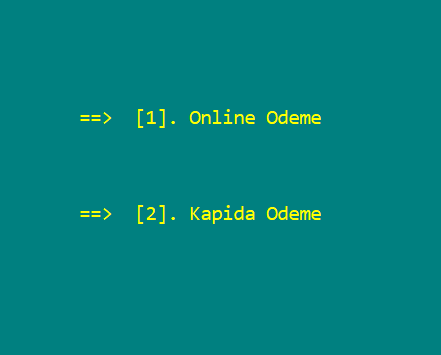 ==>  [1]. Online Odeme
==>  [2]. Kapida Odeme